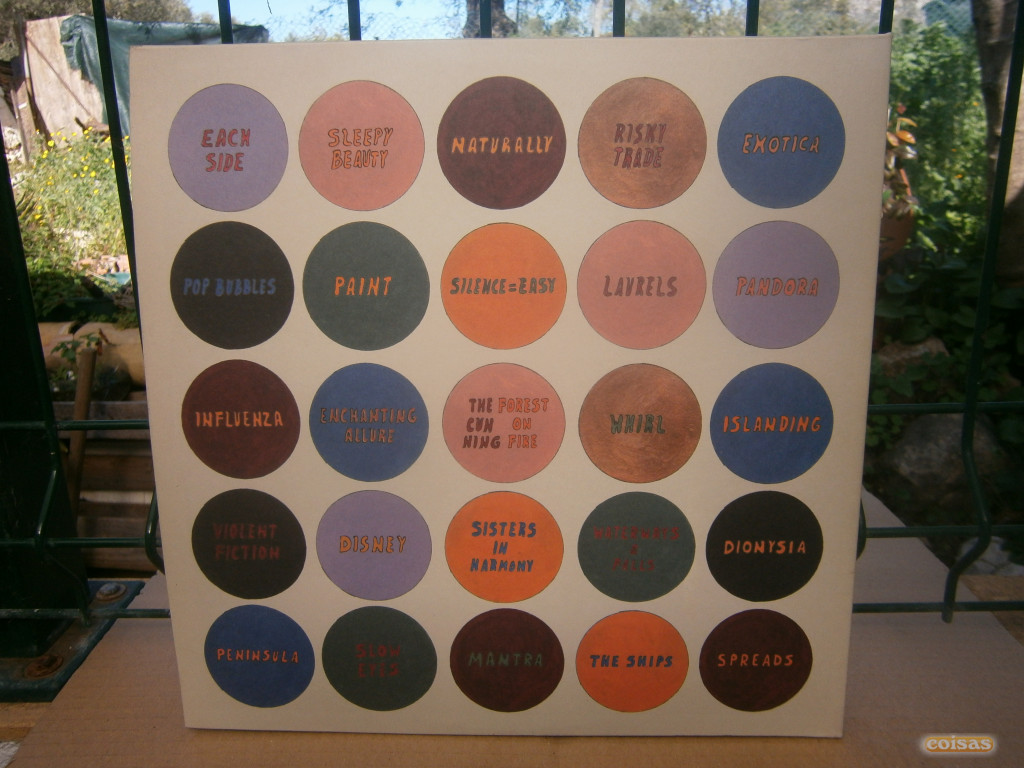 EACH
SIDE
SLEEPY
BEAUTY
NATURALLY
RISKY
TRADE
EXOTICA
POP BUBBLES
PAINT
SILENCE=EASY
LAURELS
PANDORA
INFLUENZA
ENCHANTING
ALLURE
THE FOREST
CUN ON
NING FIRE
WHIRL
ISLANDING
VIOLENT
FICTION
DISNEY
SISTERS
IN
HARMONY
DIONYSIA
PENINSULA
SLOW
EYES
MANTRA
THE SHIPS
SPREADS
coisas